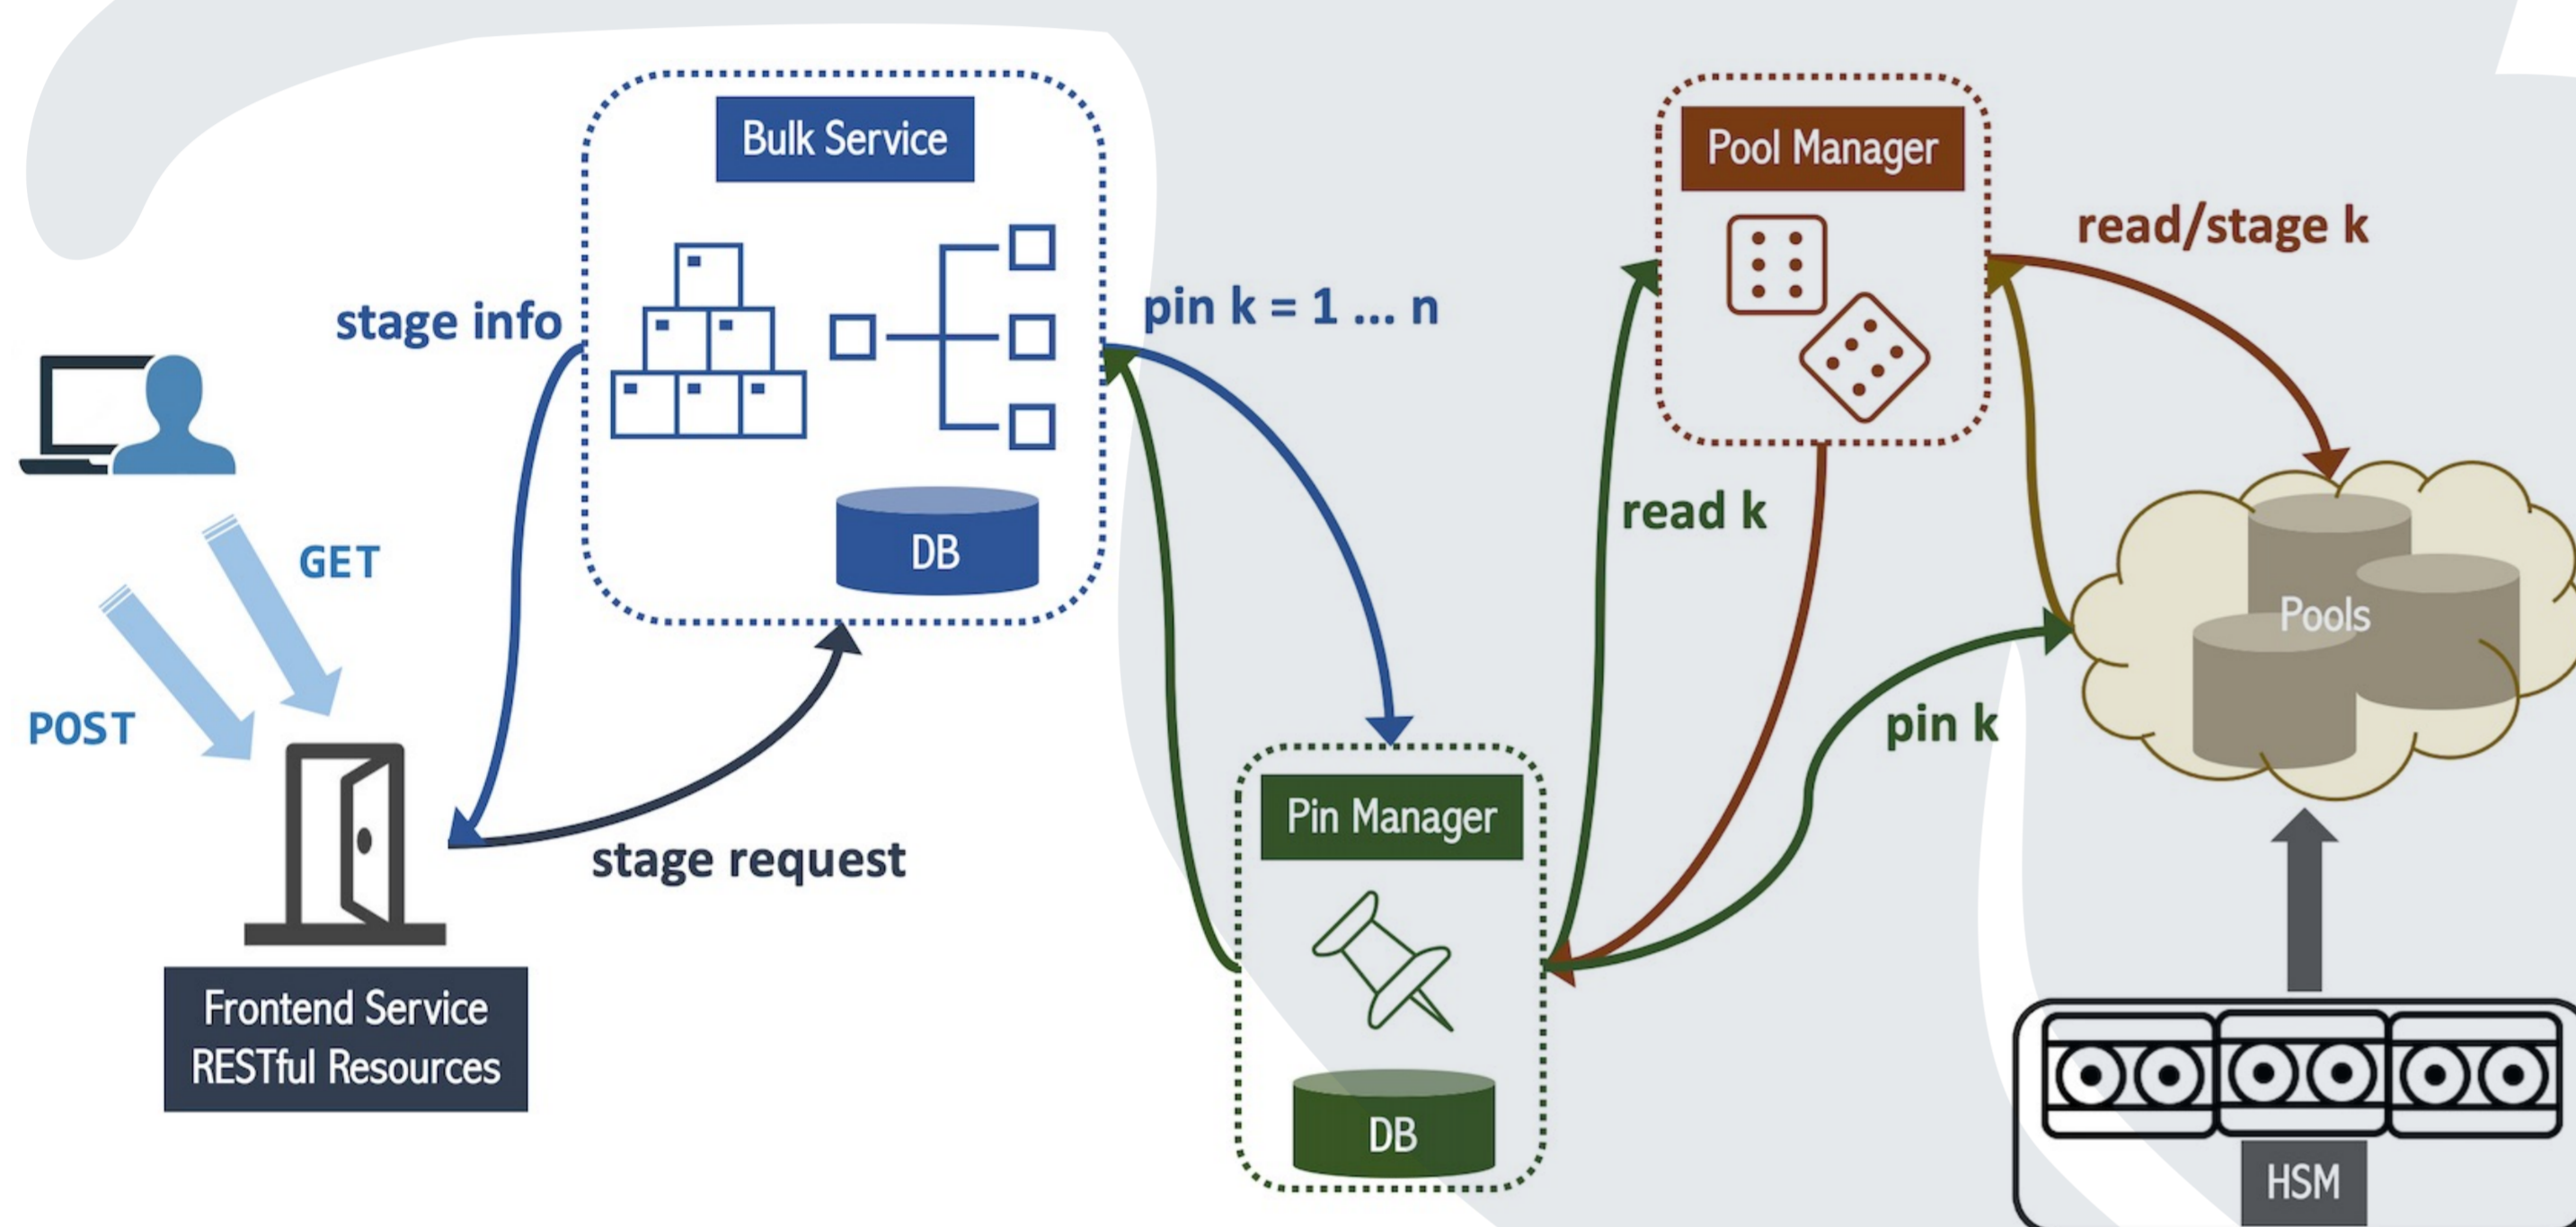 Bulk Service
Pool Manager
read/stage k
stage info
pin k = 1 ... n
read k
DB
GET
Pools
POST
pin k
Pin Manager
stage request
Frontend Service
RESTful Resources
DB
HSM